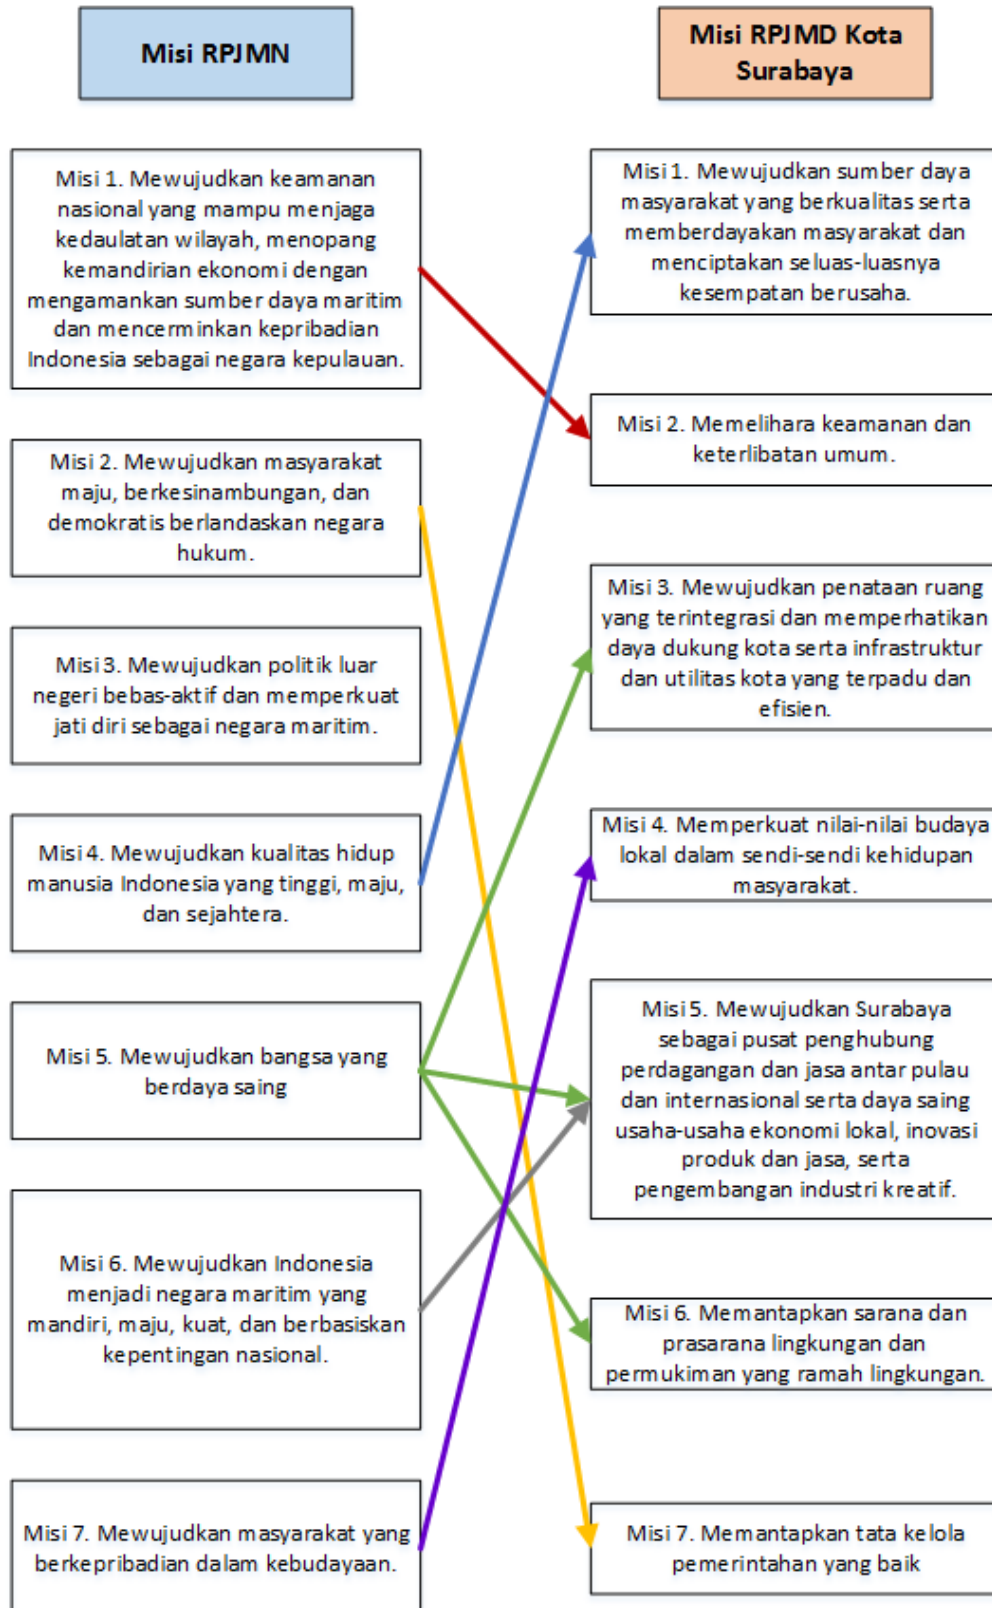 Misi RPJMN
Misi 1. Mewujudkan keamanan
nasional yang mampu menjaga
kedaulatan wilayah, menopang
kemandirian ekonomi dengan
mengamankan sumber daya maritim
dan mencerminkan kepribadian
Indonesia sebagai negara kepulauan.
Misi 2. Mewujudkan masyarakat
maju, berkesinambungan, dan
demokratis berlandaskan negara
hukum.
Misi 3. Mewujudkan politik luar
negeri bebas-aktif dan memperkuat
jati diri sebagai negara maritim.
Misi 4. Mewujudkan kualitas hidup
manusia Indonesia yang tinggi, maju,
dan sejahtera.
Misi 5. Mewujudkan bangsa yang
berdaya saing
Misi 6. Mewujudkan Indonesia
menjadi negara maritim yang
mandiri, maju, kuat, dan berbasiskan
kepentingan nasional.
Misi 7. Mewujudkan masyarakat yang
berkepribadian dalam kebudayaan.
Misi RPJMD Kota
Surabaya
Misi 1. Mewujudkan sumber daya
masyarakat yang berkualitas serta
memberdayakan masyarakat dan
menciptakan seluas-luasnya
kesempatan berusaha.
Misi 2. Memelihara keamanan dan
keterlibatan umum.
Misi 3. Mewujudkan penataan ruang
yang terintegrasi dan memperhatikan
daya dukung kota serta infrastruktur
dan utilitas kota yang terpadu dan
efisien.
Misi 4. Memperkuat nilai-nilai budaya
lokal dalam sendi-sendi kehidupan
masyarakat.
Misi 5. Mewujudkan Surabaya
sebagai pusat penghubung
perdagangan dan jasa antar pulau
dan internasional serta daya saing
usaha-usaha ekonomi lokal, inovasi
produk dan jasa, serta
pengembangan industri kreatif.
Misi 6. Memantapkan sarana dan
prasarana lingkungan dan
permukiman yang ramah lingkungan.
Misi 7. Memantapkan tata kelola
pemerintahan yang baik